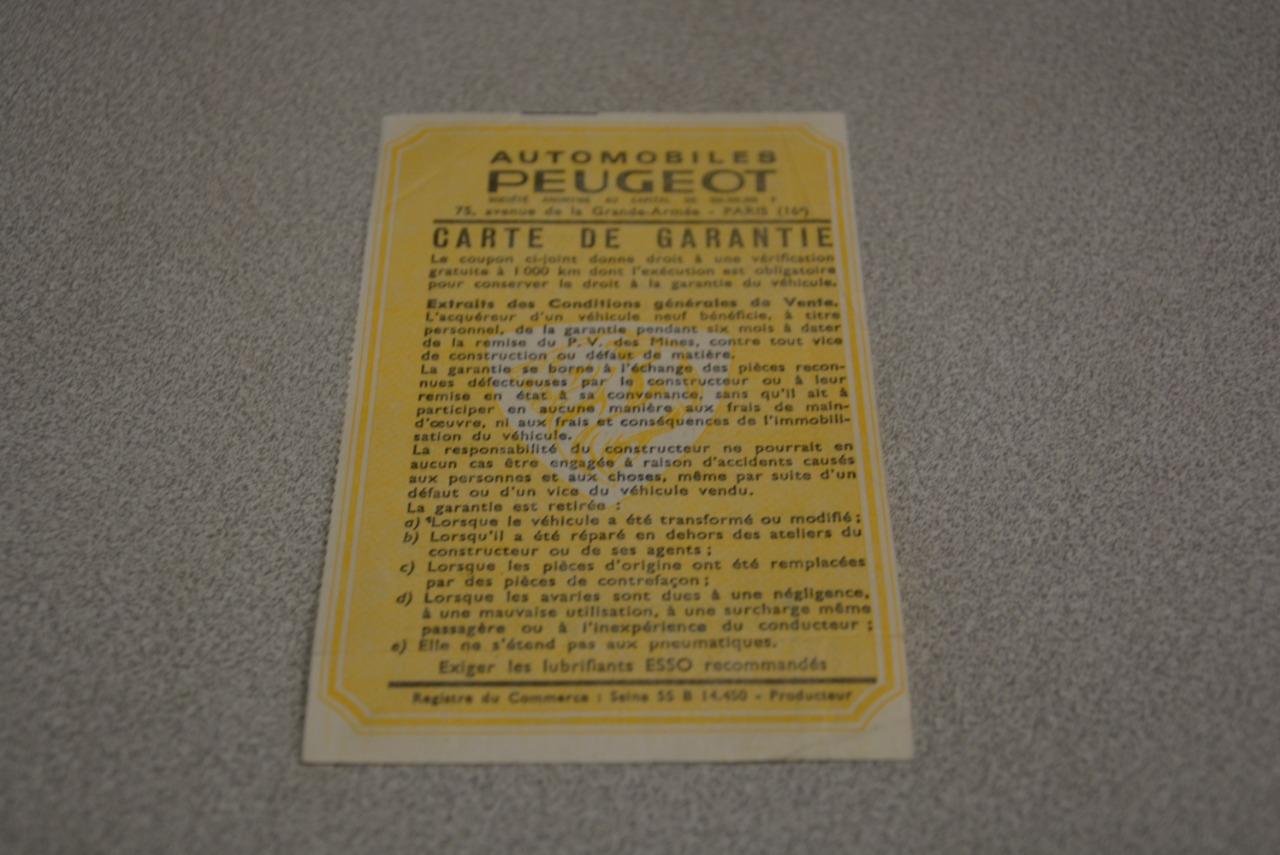 AUTOMOBILES
PEUGEOT
SOCIÉTÉ ANONYME AU CAPITAL DE
75, avenue de la Grande-Armée - PARIS (16e)
CARTE DE GARANTIE
Le coupon ci-joint donne droit à une vérification
gratuite à 1 000 km dont l'exécution est obligatoire
pour conserver le droit à la garantie du véhicule.
Extraits des Conditions générales de Vente.
L'acquéreur d'un véhicule neuf bénéficie, à titre
personnel, de la garantie pendant six mois à dater
de la remise du P. V. des Mines, contre tout vice
de construction ou défaut de matière.
La garantie se borne à l'échange des pièces recon-
nues défectueuses par le constructeur ou à leur
remise en état à sa convenance, sans qu'il ait à
participer en aucune manière aux frais de main-
d'œuvre, ni aux frais et conséquences de l'immobili-
sation du véhicule.
La responsabilité du constructeur ne pourrait en
aucun cas être engagée à raison d'accidents causés
aux personnes et aux choses, même par suite d'un
défaut ou d'un vice du véhicule vendu.
La garantie est retirée :
a) Lorsque le véhicule a été transformé ou modifié ;
b) Lorsqu'il a été réparé en dehors des ateliers du
constructeur ou de ses agents ;
c) Lorsque les pièces d'origine ont été remplacées
par des pièces de contrefaçon ;
d) Lorsque les avaries sont dues à une négligence,
à une mauvaise utilisation, à une surcharge même
passagère ou à l'inexpérience du conducteur ;
e) Elle ne s'étend pas aux pneumatiques.
Exiger les lubrifiants ESSO recommandés
Registre du Commerce : Seine 55 B 14.450 - Producteur